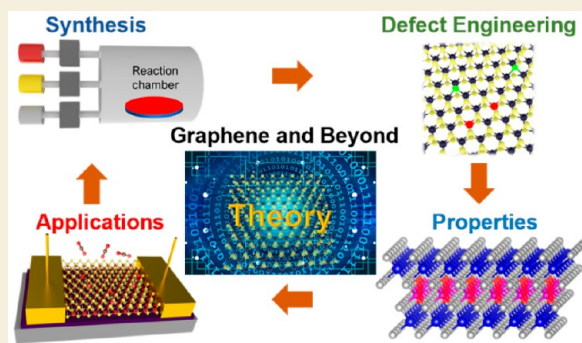 Synthesis
Defect Engineering
Reaction
chamber
Graphene and Beyond
Theory
Applications
Properties